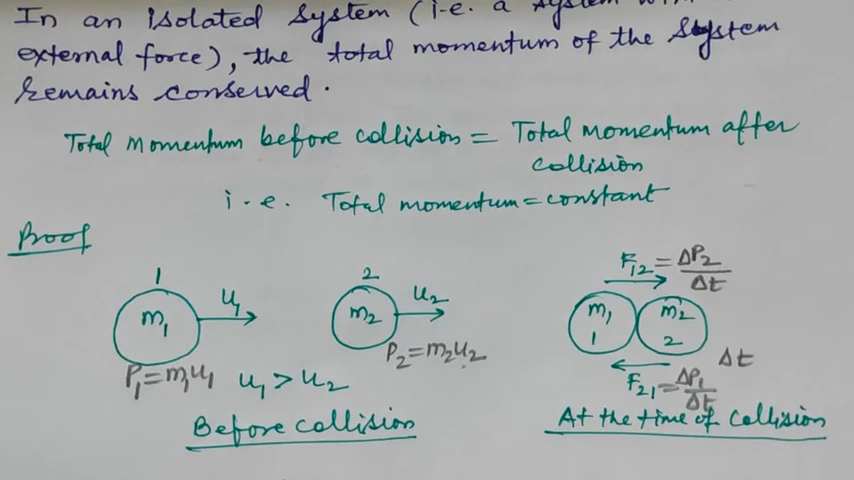 In an isolated system (i.e. a system
external force), the total momentum of the system
remains conserved.
Total Momentum before collision = Total Momentum after
collision
i.e. Total momentum = constant
Proof
1
m₁
u₁
P₁ = m₁u₁
u₁ > u₂
2
m₂
u₂
P₂ = m₂u₂
Before collision
F₁₂ = ΔP₂/Δt
m₁
1
m₂
2
Δt
F₂₁ = ΔP₁/Δt
At the time of collision